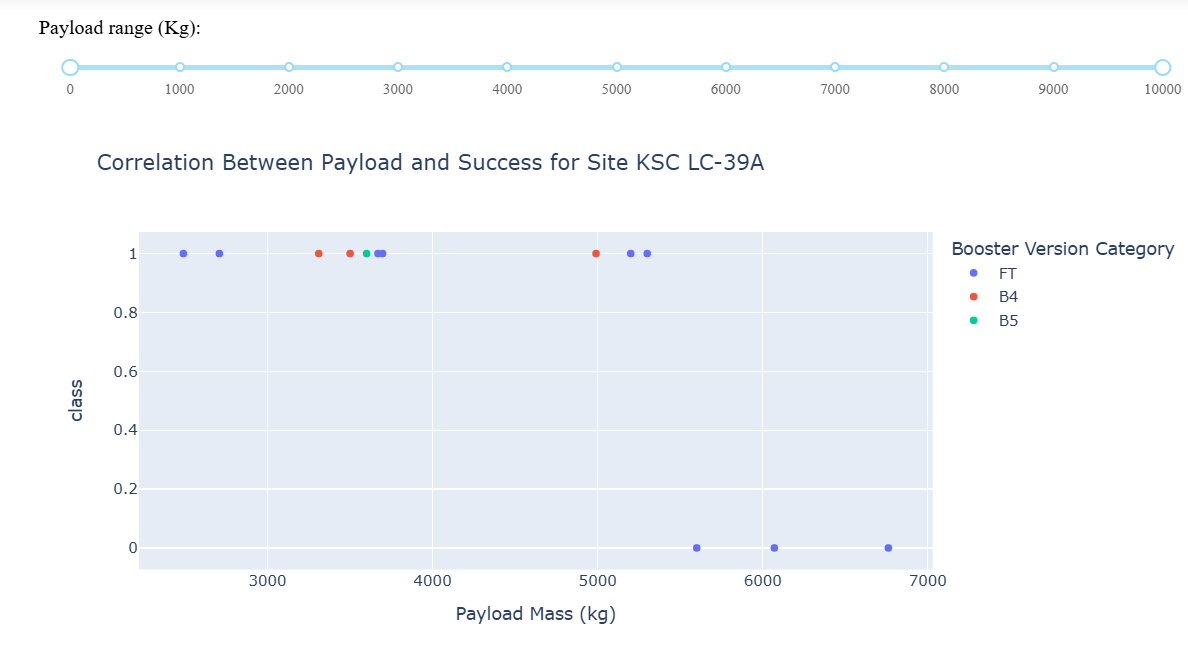 Payload range (Kg):
0 1000 2000 3000 4000 5000 6000 7000 8000 9000 10000
Correlation Between Payload and Success for Site KSC LC-39A
Booster Version Category
FT
B4
B5
1
0.8
0.6
0.4
0.2
0
class
3000 4000 5000 6000 7000
Payload Mass (kg)